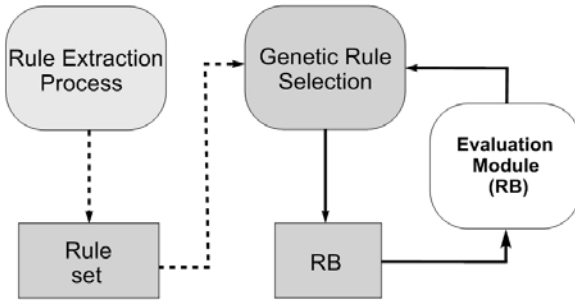 Rule Extraction
Process
Genetic Rule
Selection
Evaluation
Module
(RB)
Rule
set
RB